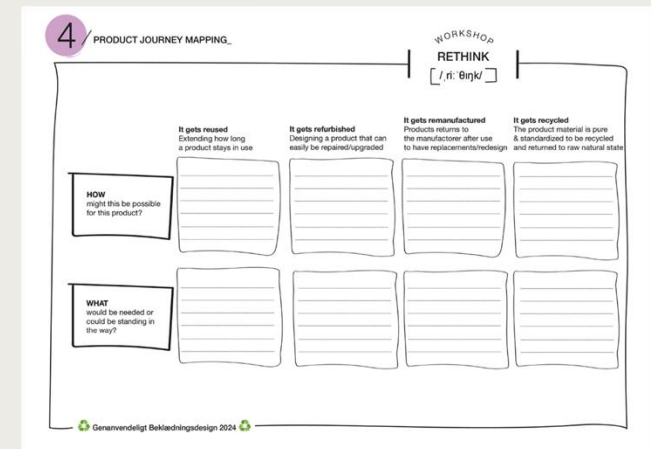 4 / PRODUCT JOURNEY MAPPING_
WORKSHOP
RETHINK
[/ˌri:ˈθiŋk/]
It gets reused
Extending how long
a product stays in use
It gets refurbished
Designing a product that can
easily be repaired/upgraded
It gets remanufactured
Products returns to
the manufactorer after use
to have replacements/redesign
It gets recycled
The product material is pure
& standardized to be recycled
and returned to raw natural state
HOW
might this be possible
for this product?
WHAT
would be needed or
could be standing in
the way?
Genanvendeligt Beklædningsdesign 2024